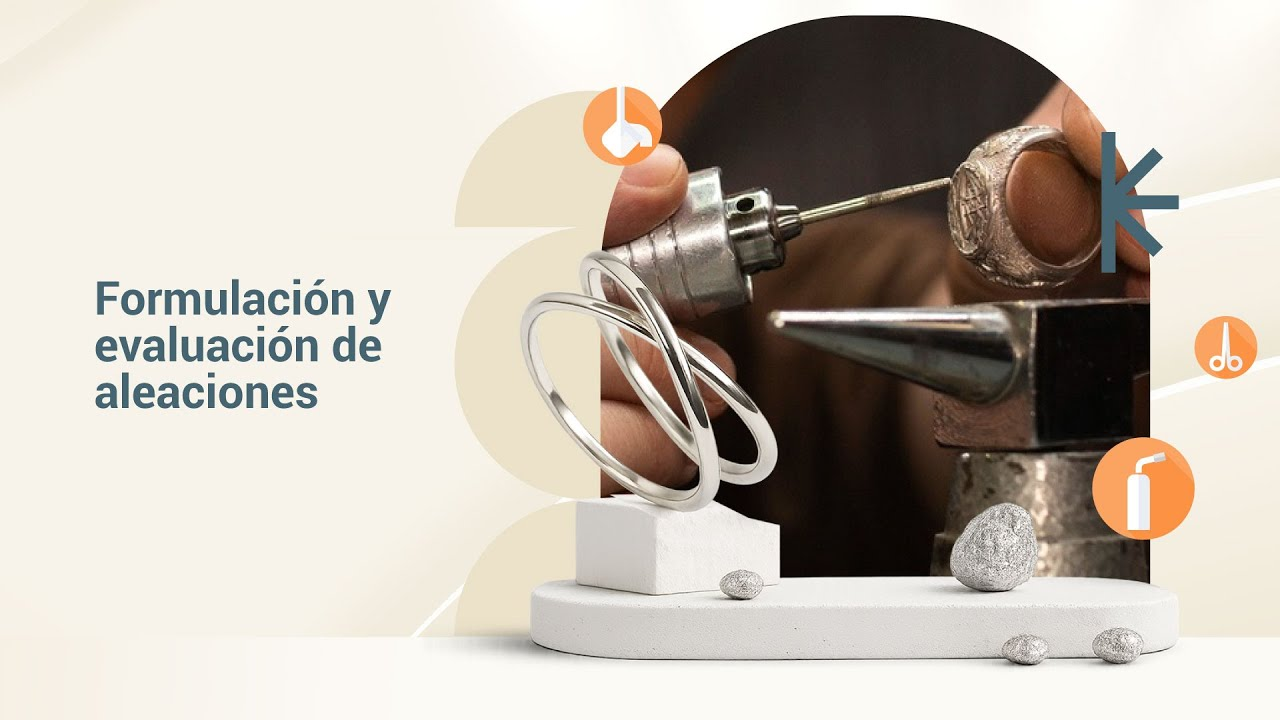 Formulación y
evaluación de
aleaciones